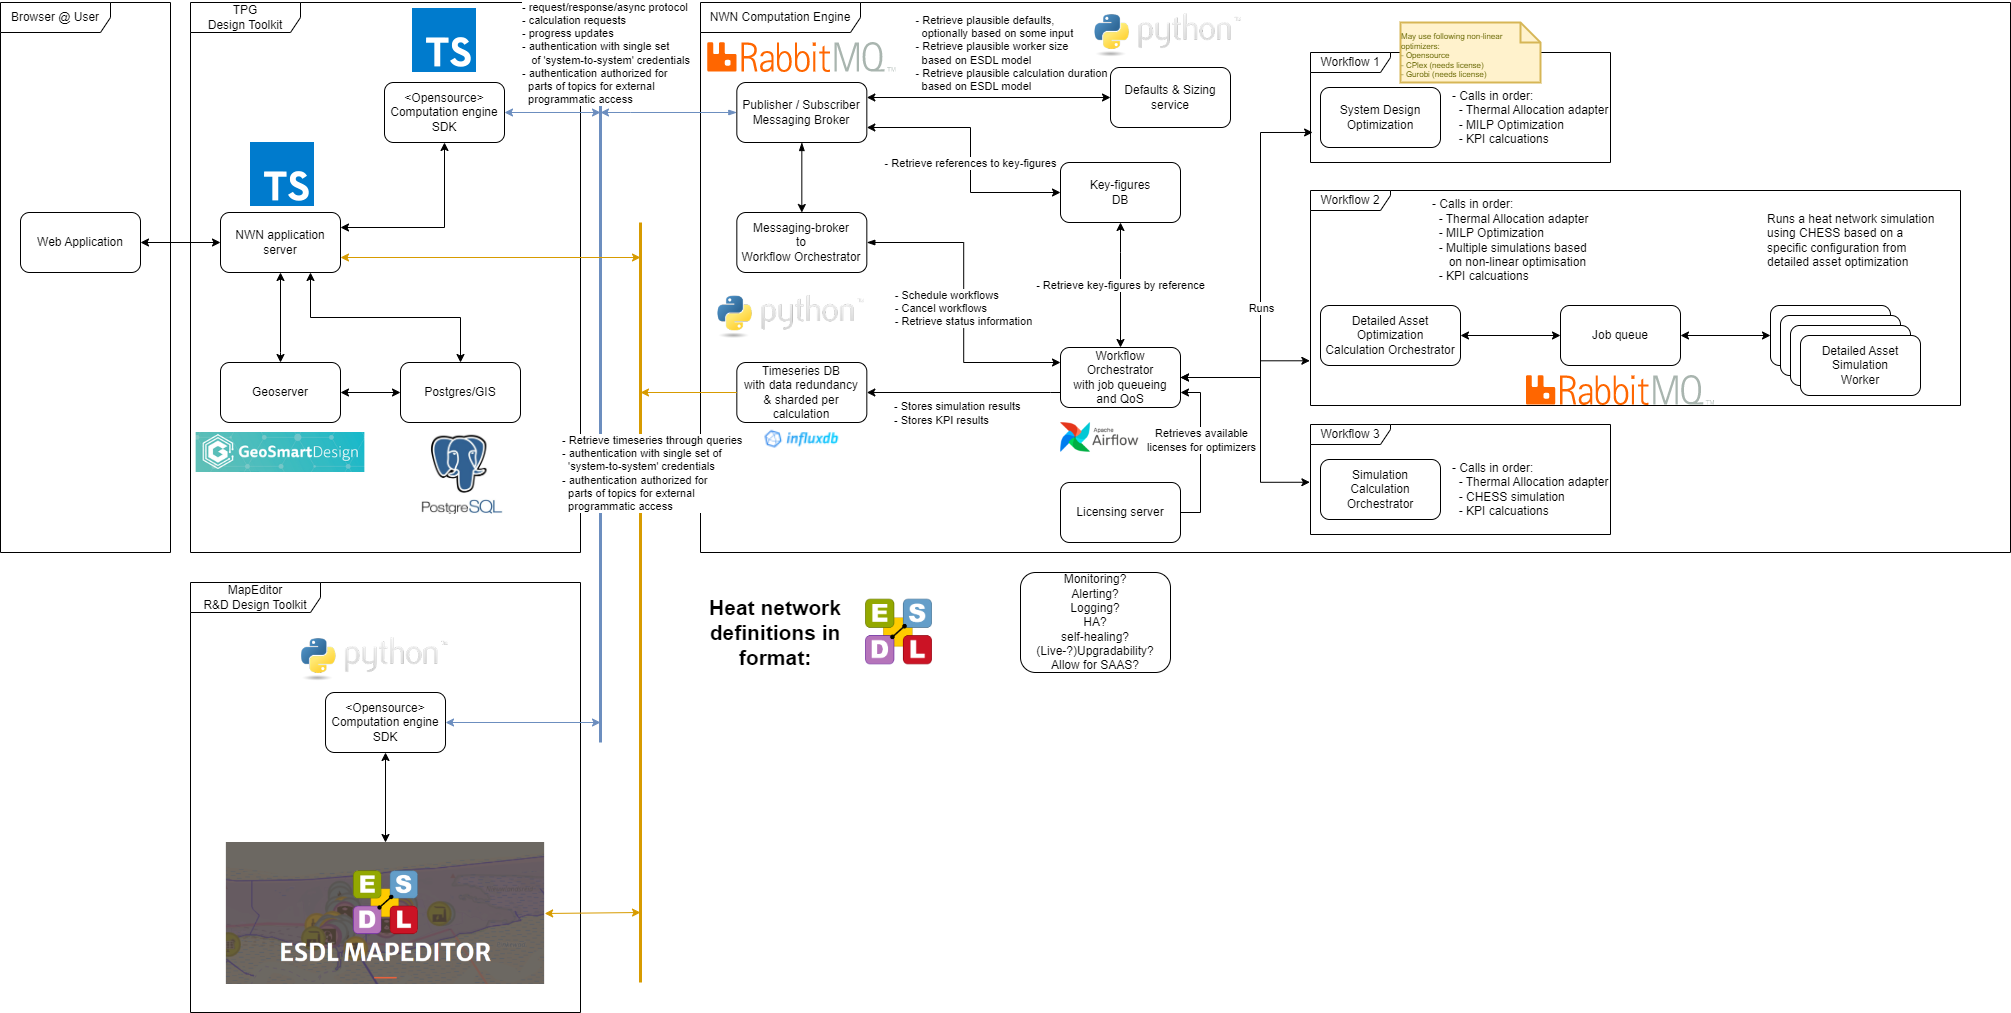 Browser @ User
Web Application
TPG
Design Toolkit
TS
<Opensource>
Computation engine
SDK
- request/response/async protocol
- calculation requests
- progress updates
- authentication with single set
of 'system-to-system' credentials
- authentication authorized for
parts of topics for external
programmatic access
TS
NWN application
server
Geoserver
Postgres/GIS
GeoSmartDesign
PostgreSQL
- Retrieve timeseries through queries
- authentication with single set of
'system-to-system' credentials
- authentication authorized for
parts of topics for external
programmatic access
NWN Computation Engine
RabbitMQ™
- Retrieve plausible defaults,
optionally based on some input
- Retrieve plausible worker size
based on ESDL model
- Retrieve plausible calculation duration
based on ESDL model
python™
Publisher / Subscriber
Messaging Broker
Defaults & Sizing
service
- Retrieve references to key-figures
Key-figures
DB
Messaging-broker
to
Workflow Orchestrator
- Retrieve key-figures by reference
- Schedule workflows
- Cancel workflows
- Retrieve status information
python™
Timeseries DB
with data redundancy
& sharded per
calculation
influxdb
Workflow
Orchestrator
with job queueing
and QoS
- Stores simulation results
- Stores KPI results
Apache
Airflow
Retrieves available
licenses for optimizers
Licensing server
Runs
Workflow 1
May use following non-linear
optimizers:
- Opensource
- CPlex (needs license)
- Gurobi (needs license)
System Design
Optimization
- Calls in order:
- Thermal Allocation adapter
- MILP Optimization
- KPI calcuations
Workflow 2
- Calls in order:
- Thermal Allocation adapter
- MILP Optimization
- Multiple simulations based
on non-linear optimisation
- KPI calcuations
Runs a heat network simulation
using CHESS based on a
specific configuration from
detailed asset optimization
Detailed Asset
Optimization
Calculation Orchestrator
Job queue
Detailed Asset
Simulation
Worker
RabbitMQ™
Workflow 3
Simulation
Calculation
Orchestrator
- Calls in order:
- Thermal Allocation adapter
- CHESS simulation
- KPI calcuations
MapEditor
R&D Design Toolkit
python™
<Opensource>
Computation engine
SDK
E S
D L
ESDL MAPEDITOR
Heat network
definitions in
format:
E S
D L
Monitoring?
Alerting?
Logging?
HA?
self-healing?
(Live-?)Upgradability?
Allow for SAAS?